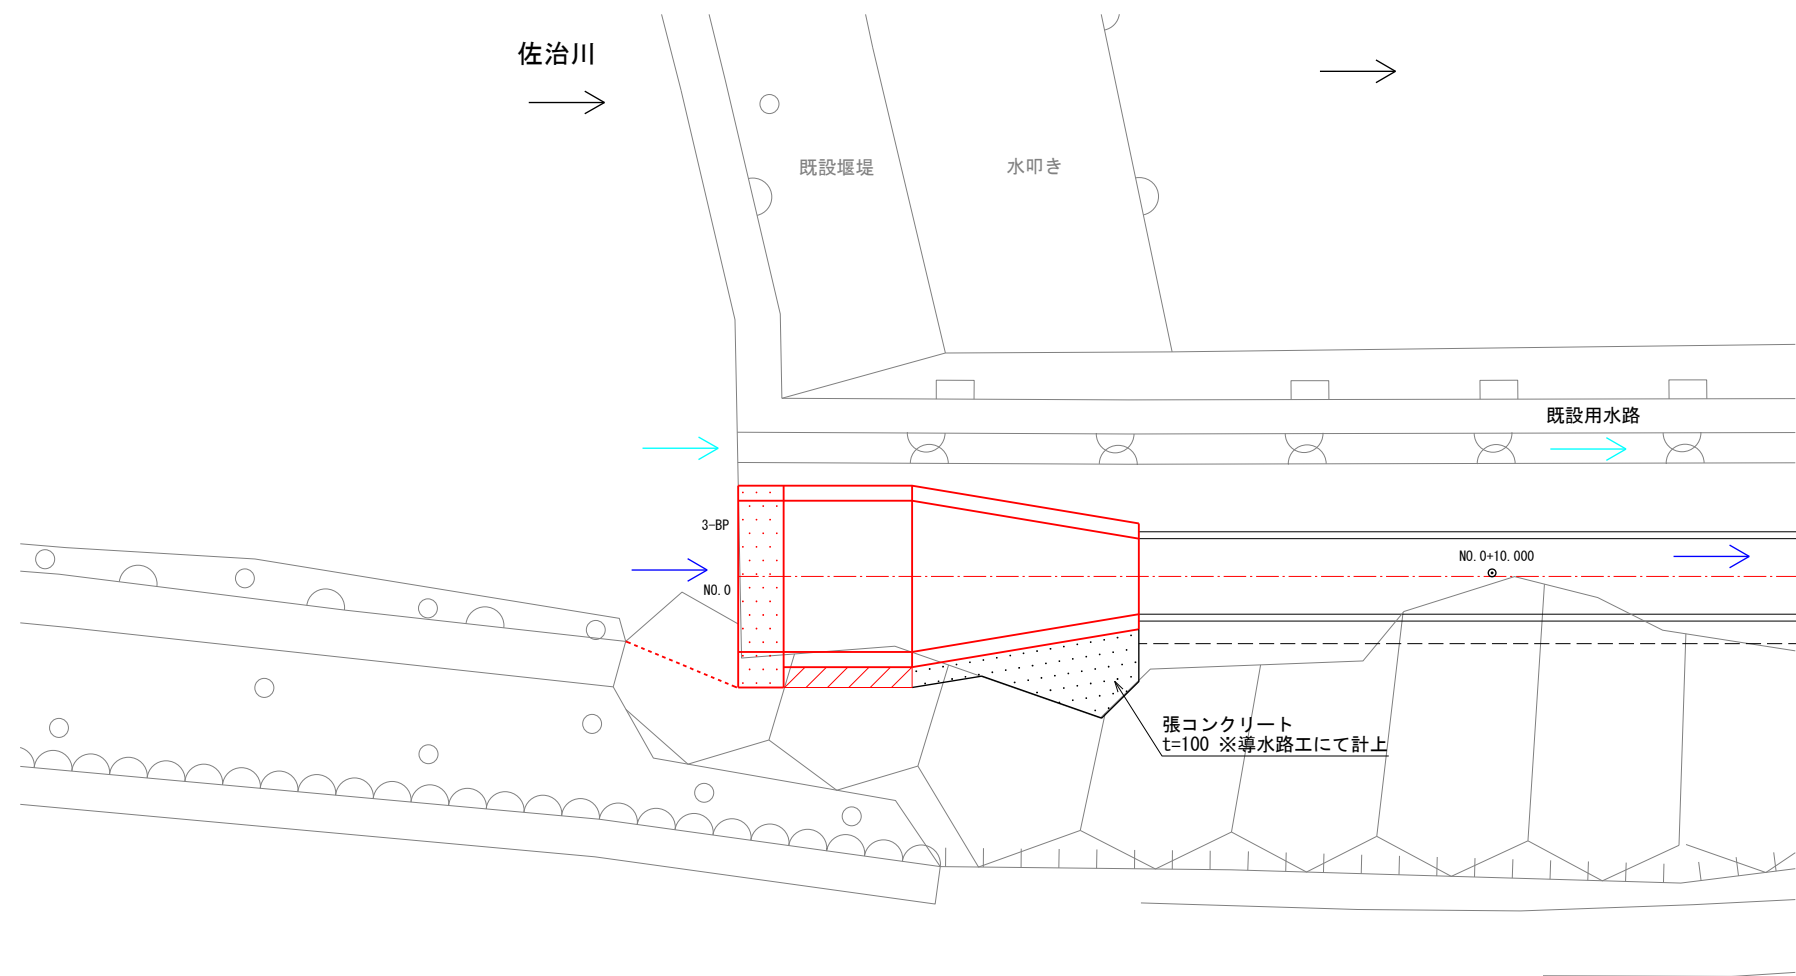 佐治川
既設堰堤
水叩き
既設用水路
3-BP
NO.0+10.000
NO.0
張コンクリート
t=100 ※導水路工にて計上